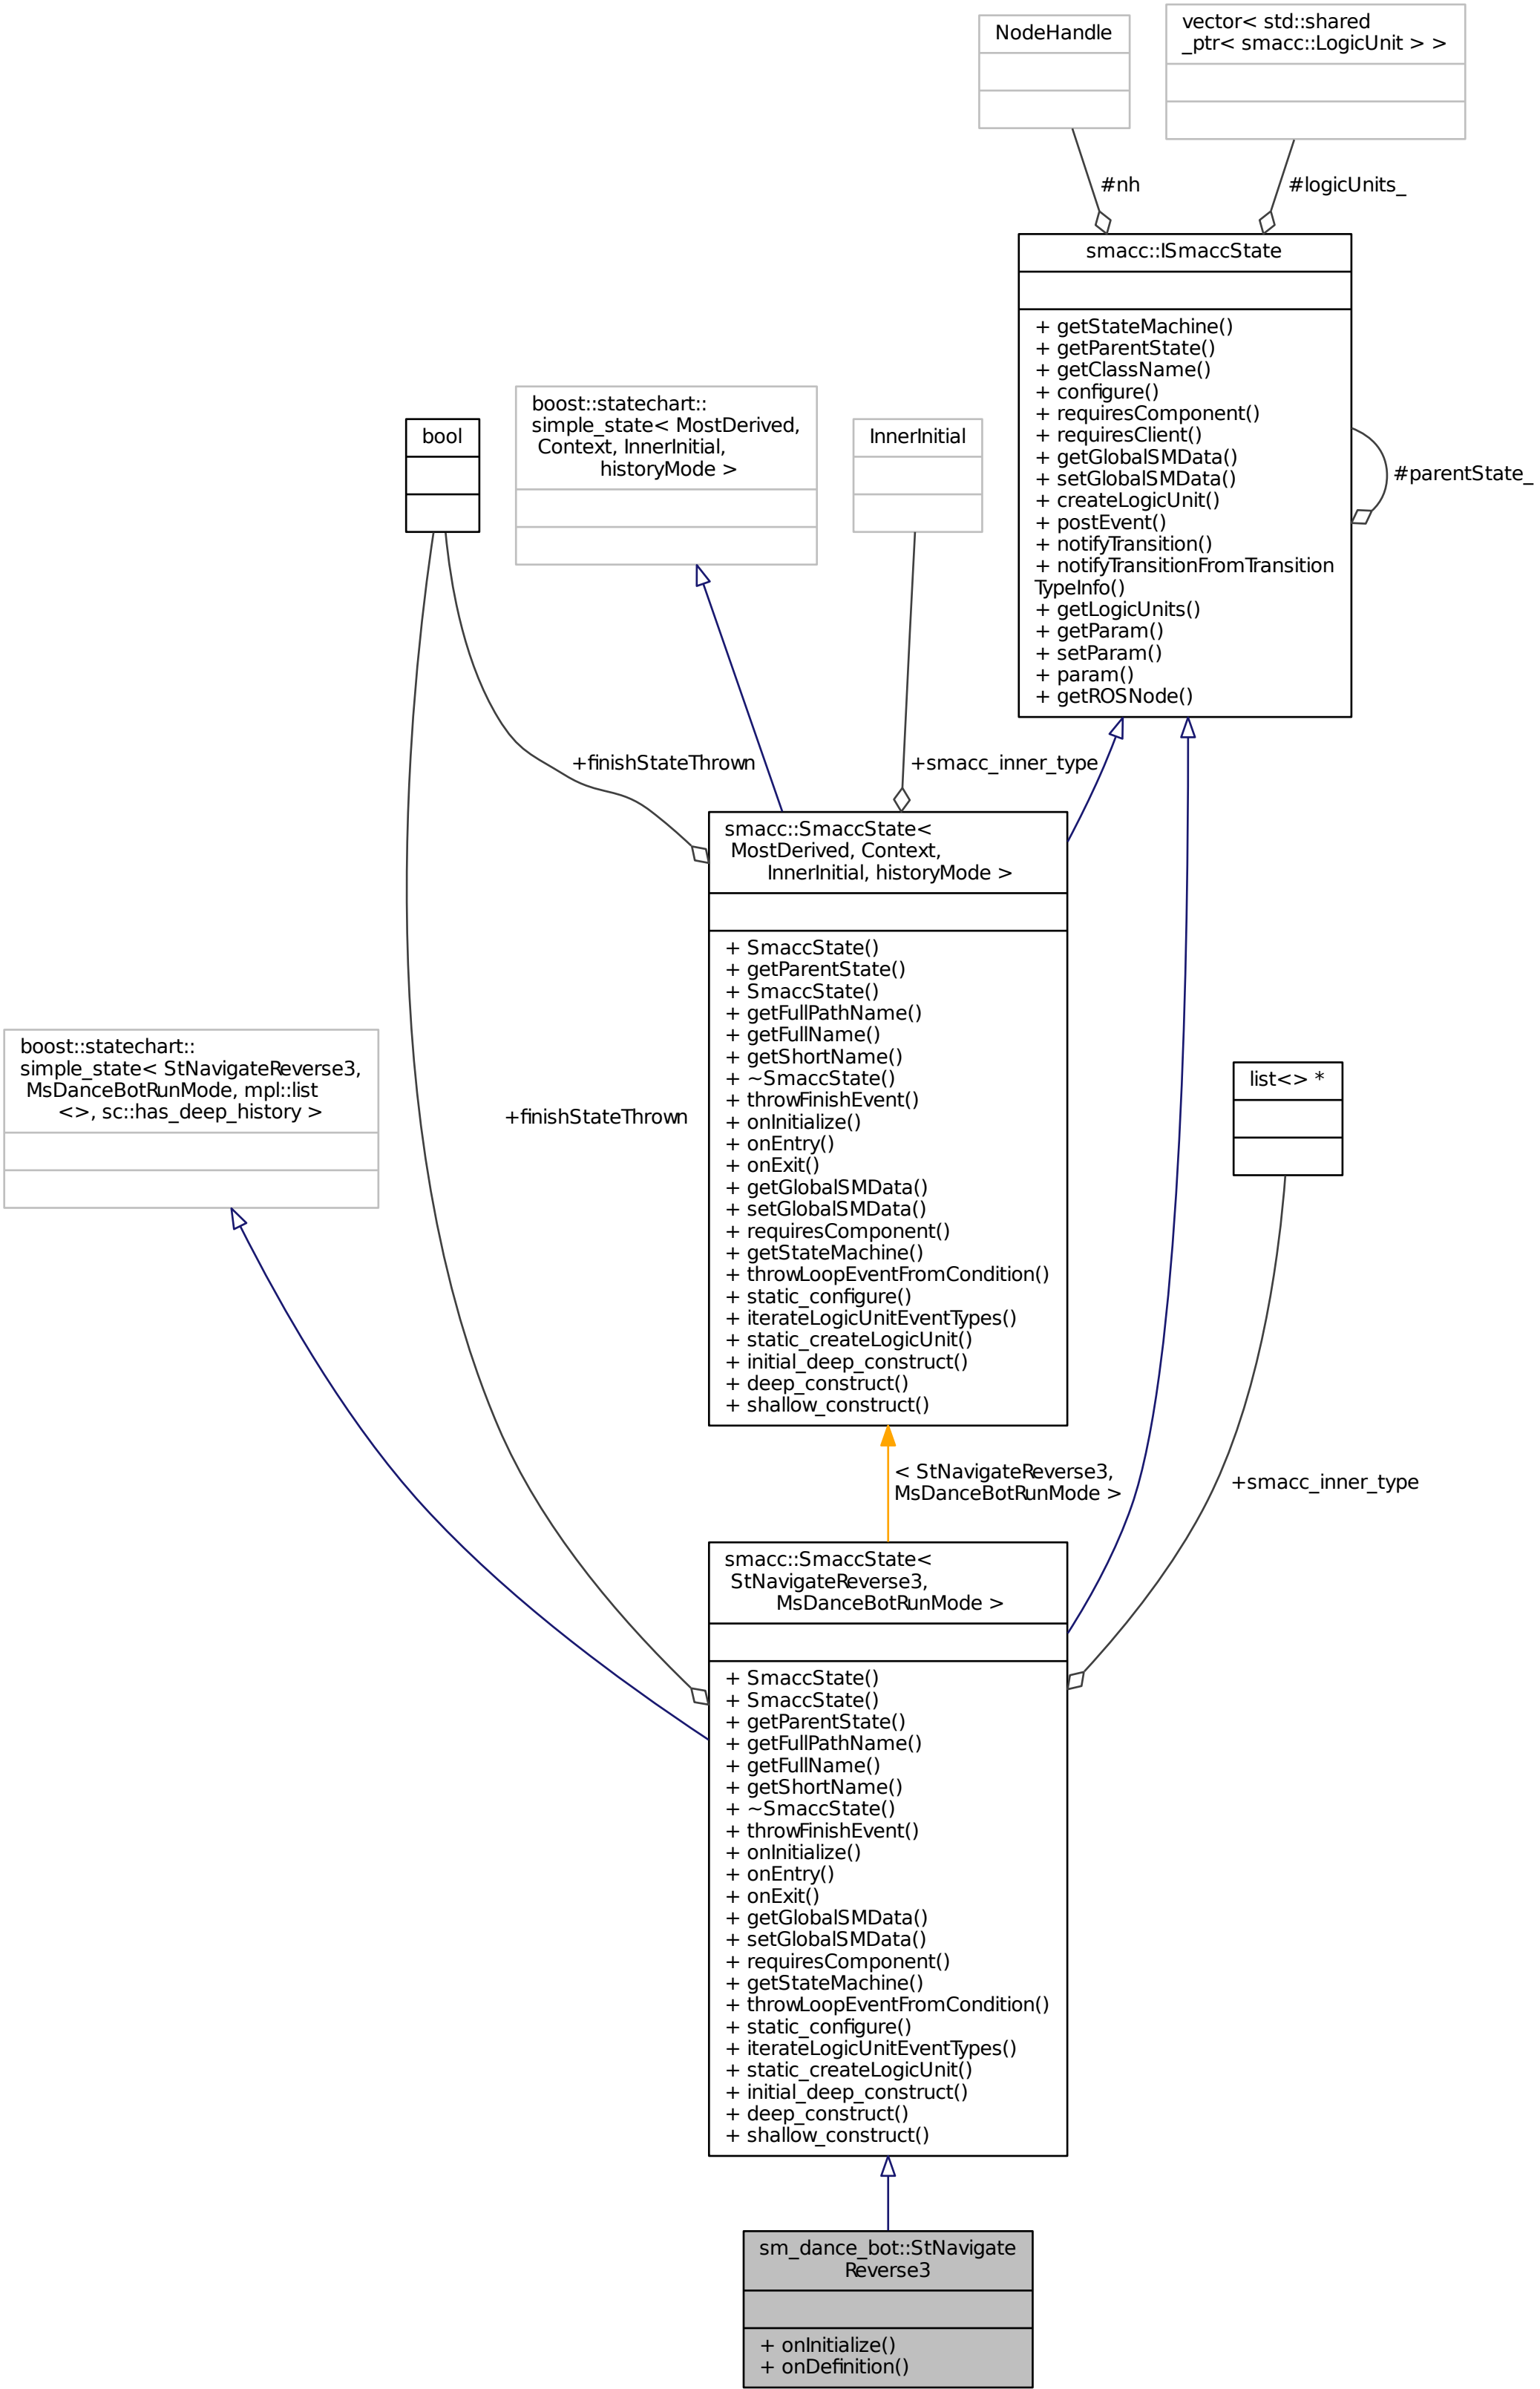 NodeHandle
vector< std::shared
_ptr< smacc::LogicUnit > >
#nh
#logicUnits_
smacc::ISmaccState
+ getStateMachine()
+ getParentState()
+ getClassName()
+ configure()
+ requiresComponent()
+ requiresClient()
+ getGlobalSMData()
+ setGlobalSMData()
+ createLogicUnit()
+ postEvent()
+ notifyTransition()
+ notifyTransitionFromTransition
TypeInfo()
+ getLogicUnits()
+ getParam()
+ setParam()
+ param()
+ getROSNode()
#parentState_
bool
boost::statechart::
simple_state< MostDerived,
Context, InnerInitial,
historyMode >
InnerInitial
+finishStateThrown
+smacc_inner_type
smacc::SmaccState<
MostDerived, Context,
InnerInitial, historyMode >
+ SmaccState()
+ getParentState()
+ SmaccState()
+ getFullPathName()
+ getFullName()
+ getShortName()
+ ~SmaccState()
+ throwFinishEvent()
+ onInitialize()
+ onEntry()
+ onExit()
+ getGlobalSMData()
+ setGlobalSMData()
+ requiresComponent()
+ getStateMachine()
+ throwLoopEventFromCondition()
+ static_configure()
+ iterateLogicUnitEventTypes()
+ static_createLogicUnit()
+ initial_deep_construct()
+ deep_construct()
+ shallow_construct()
boost::statechart::
simple_state< StNavigateReverse3,
MsDanceBotRunMode, mpl::list
<>, sc::has_deep_history >
+finishStateThrown
list<> *
< StNavigateReverse3,
MsDanceBotRunMode >
+smacc_inner_type
smacc::SmaccState<
StNavigateReverse3,
MsDanceBotRunMode >
+ SmaccState()
+ SmaccState()
+ getParentState()
+ getFullPathName()
+ getFullName()
+ getShortName()
+ ~SmaccState()
+ throwFinishEvent()
+ onInitialize()
+ onEntry()
+ onExit()
+ getGlobalSMData()
+ setGlobalSMData()
+ requiresComponent()
+ getStateMachine()
+ throwLoopEventFromCondition()
+ static_configure()
+ iterateLogicUnitEventTypes()
+ static_createLogicUnit()
+ initial_deep_construct()
+ deep_construct()
+ shallow_construct()
sm_dance_bot::StNavigate
Reverse3
+ onInitialize()
+ onDefinition()